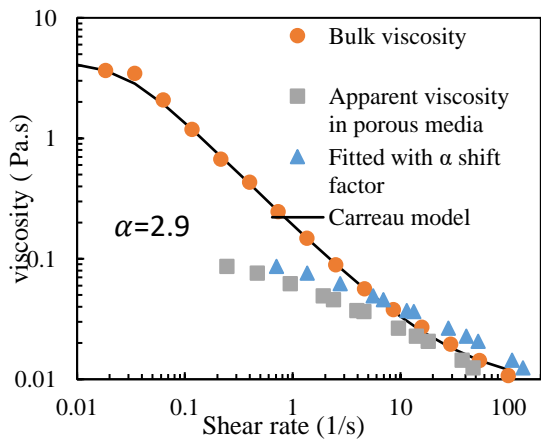 10
1
0.1
0.01
viscosity ( Pa.s)
Bulk viscosity
Apparent viscosity
in porous media
Fitted with α shift
factor
Carreau model
α=2.9
0.01 0.1 1 10 100
Shear rate (1/s)